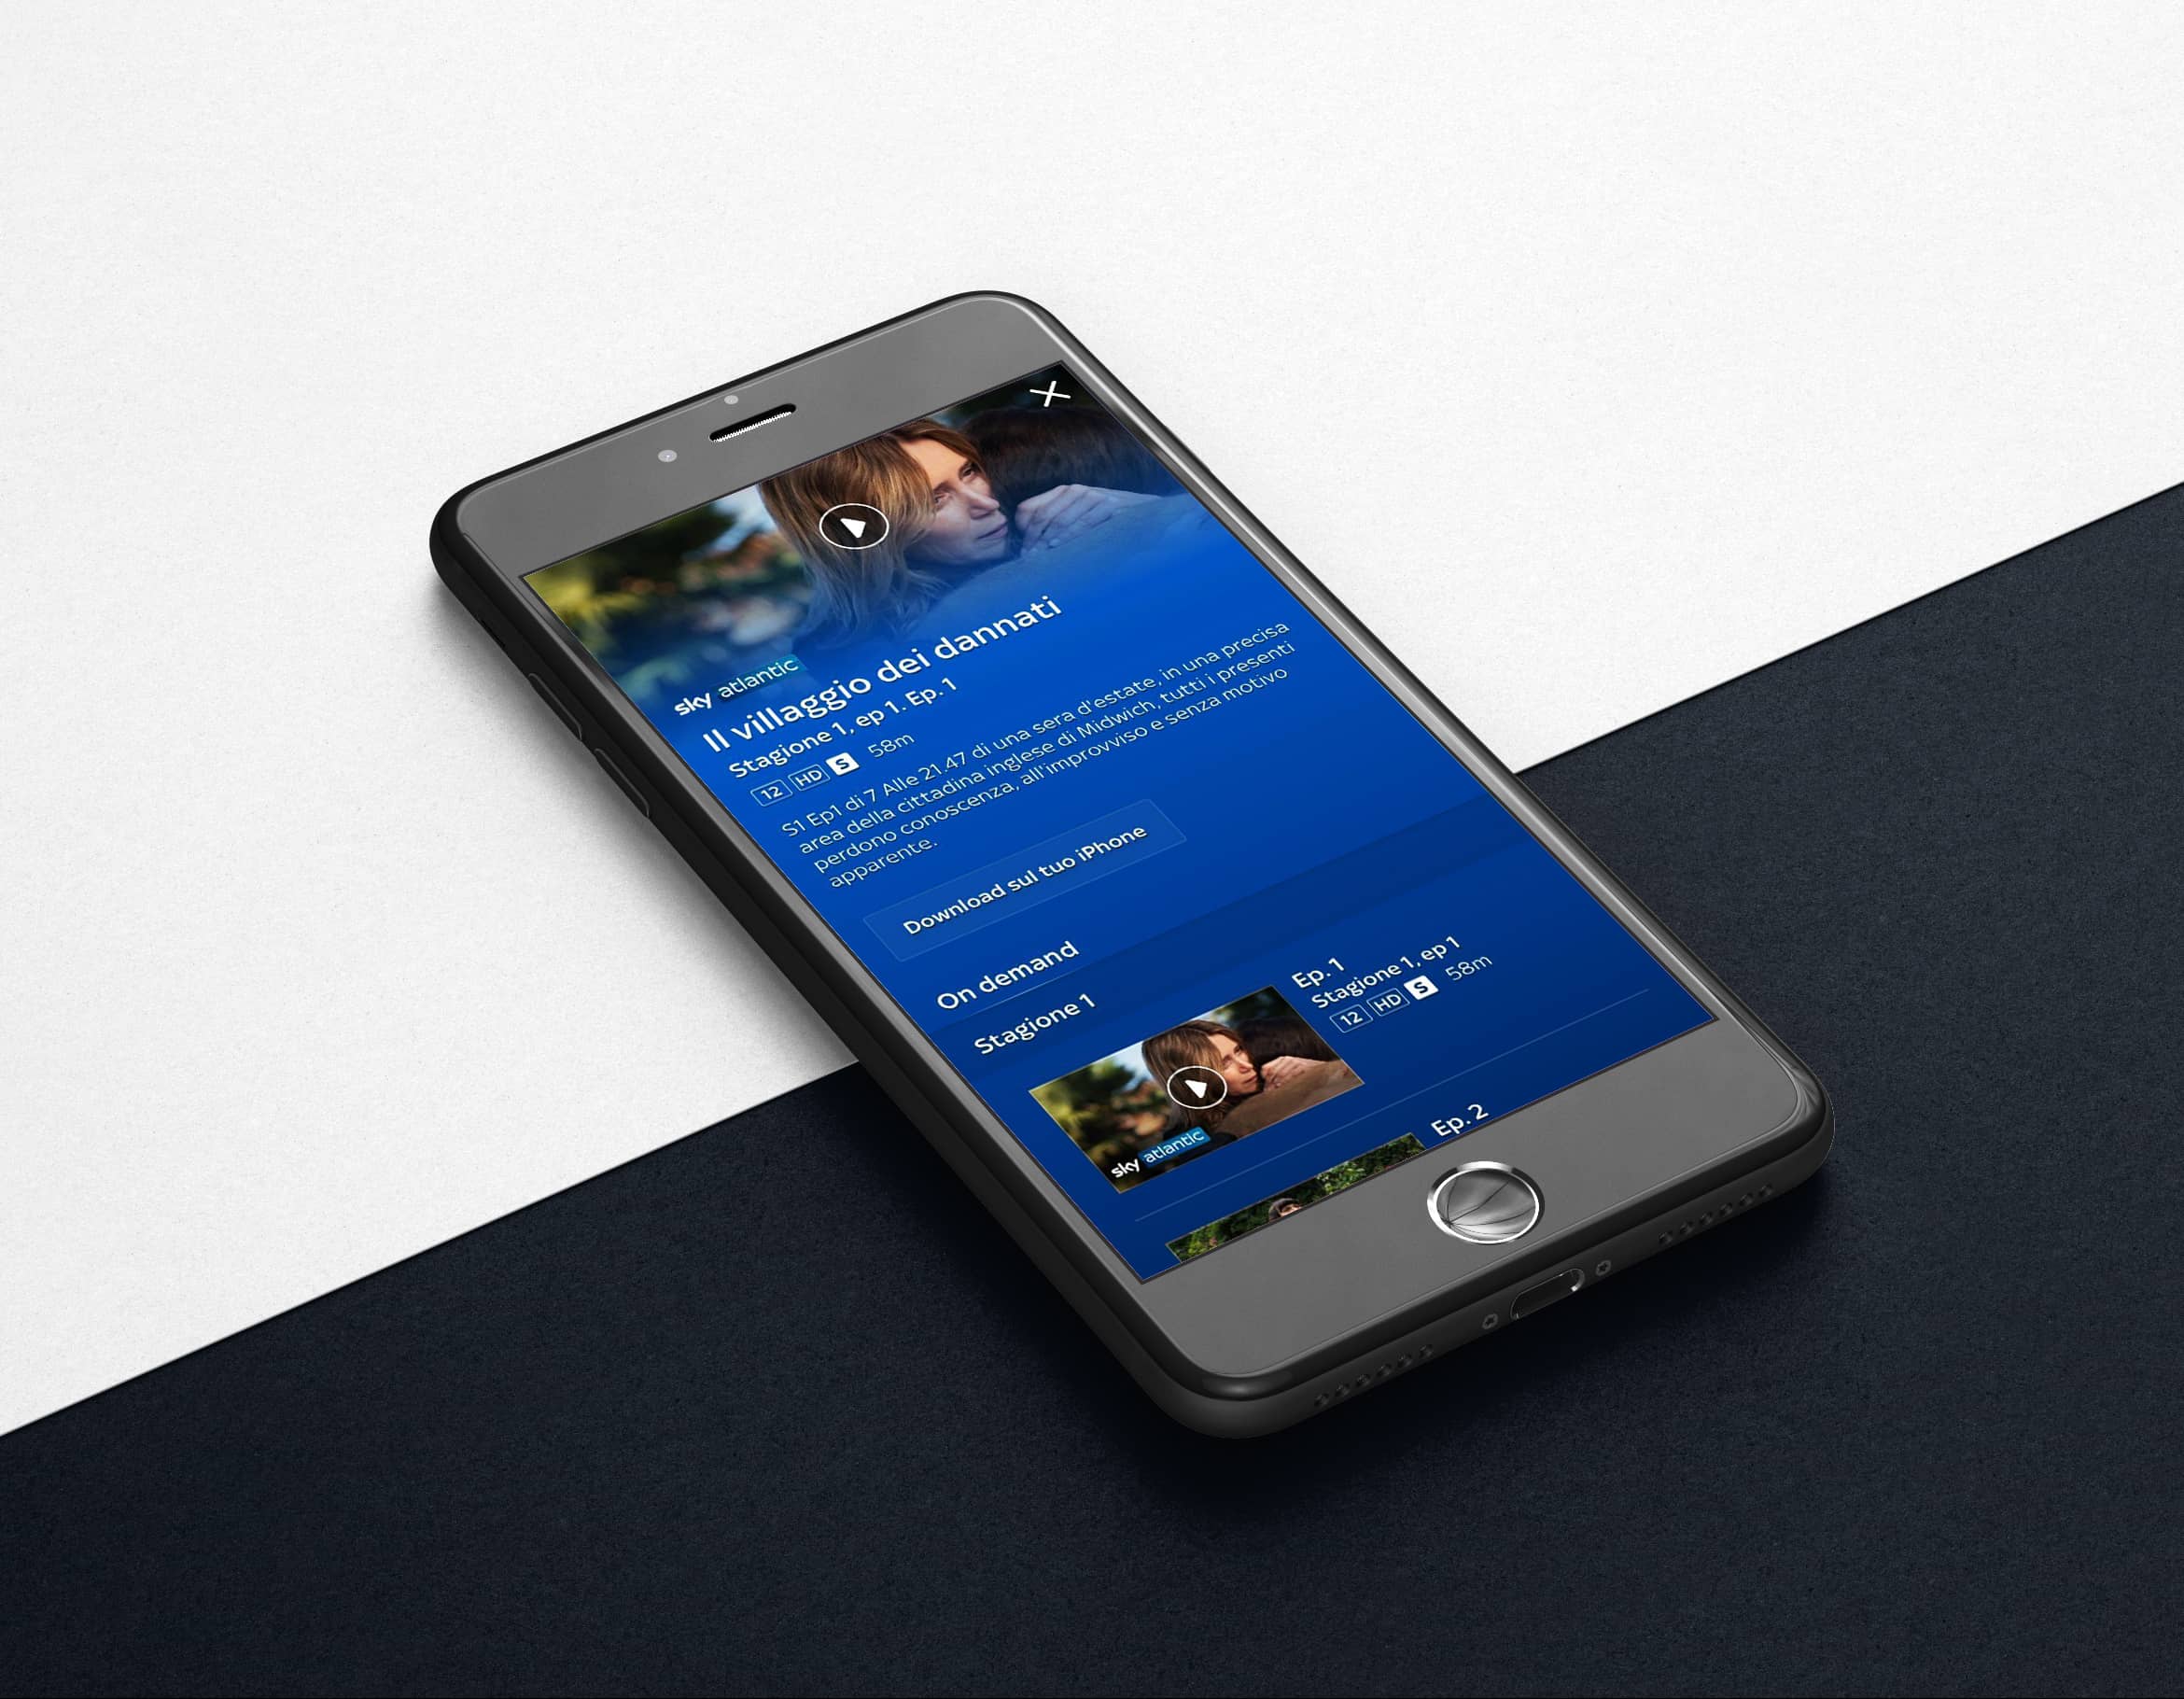 sky atlantic
Il villaggio dei dannati
Stagione 1, ep 1. Ep. 1
12 HD S 58m
S1 Ep1 di 7 Alle 21.47 di una sera d'estate, in una precisa
area della cittadina inglese di Midwich, tutti i presenti
perdono conoscenza, all'improvviso e senza motivo
apparente.
Download sul tuo iPhone
On demand
Stagione 1
sky atlantic
Ep. 1
Stagione 1, ep 1
12 HD S 58m
Ep. 2